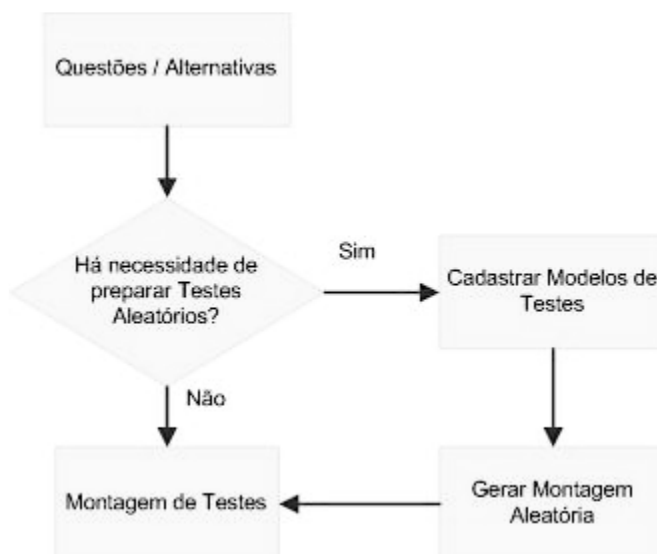 Questões / Alternativas
Há necessidade de
preparar Testes
Aleatórios?
Sim
Cadastrar Modelos de
Testes
Não
Montagem de Testes
Gerar Montagem
Aleatória